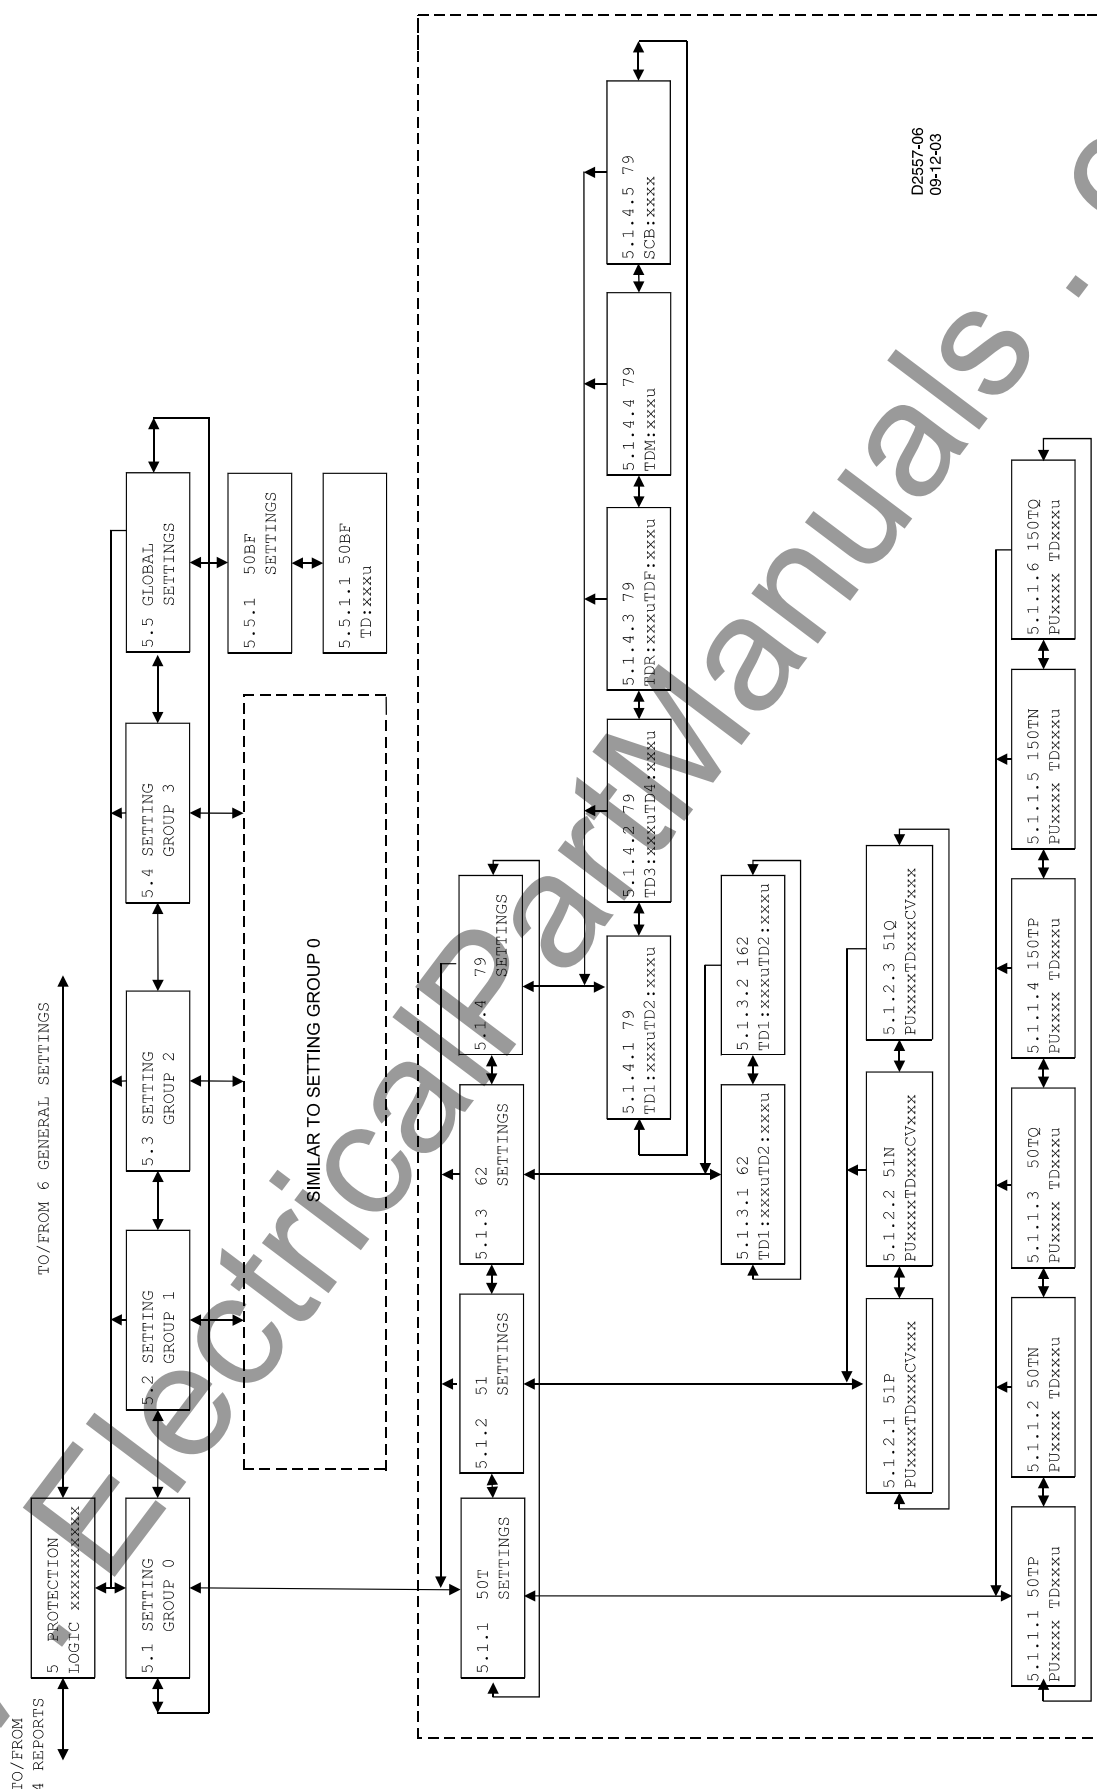 TO/FROM
4 REPORTS
TO/FROM 6 GENERAL SETTINGS
5 PROTECTION
LOGIC xxxxxxxxxx
5.1 SETTING
GROUP 0
5.2 SETTING
GROUP 1
5.3 SETTING
GROUP 2
5.4 SETTING
GROUP 3
5.5 GLOBAL
SETTINGS
5.5.1 50BF
SETTINGS
5.5.1.1 50BF
TD:xxxu
SIMILAR TO SETTING GROUP 0
5.1.1 50T
SETTINGS
5.1.2 51
SETTINGS
5.1.3 62
SETTINGS
5.1.4 79
SETTINGS
5.1.4.1 79
TD1:xxxuTD2:xxxu
5.1.4.2 79
TD3:xxxuTD4:xxxu
5.1.4.3 79
TDR:xxxuTDF:xxxu
5.1.4.4 79
TDM:xxxu
5.1.4.5 79
SCB:xxxx
5.1.3.1 62
TD1:xxxuTD2:xxxu
5.1.3.2 162
TD1:xxxuTD2:xxxu
5.1.2.1 51P
PUxxxxTDxxxCVxxx
5.1.2.2 51N
PUxxxxTDxxxCVxxx
5.1.2.3 51Q
PUxxxxTDxxxCVxxx
5.1.1.1 50TP
PUxxxx TDxxxu
5.1.1.2 50TN
PUxxxx TDxxxu
5.1.1.3 50TQ
PUxxxx TDxxxu
5.1.1.4 150TP
PUxxxx TDxxxu
5.1.1.5 150TN
PUxxxx TDxxxu
5.1.1.6 150TQ
PUxxxx TDxxxu
D2557-06
09-12-03
. ElectricalPartManuals .